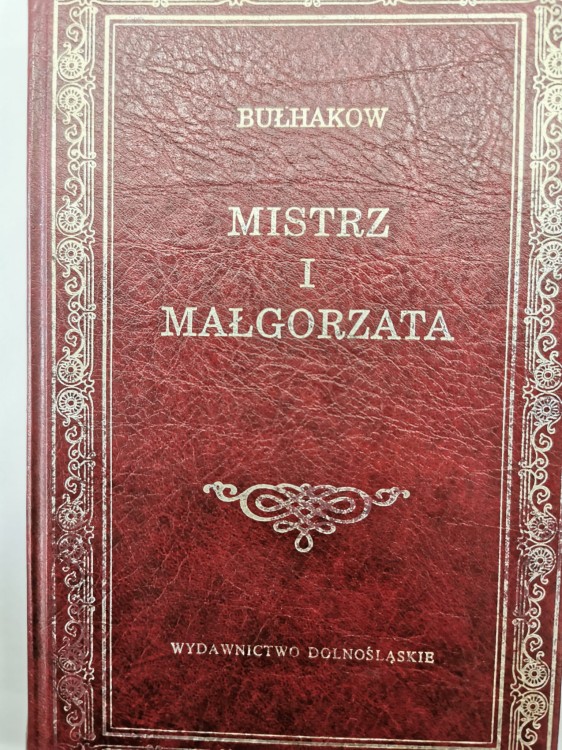 BUŁHAKOW
MISTRZ
I
MAŁGORZATA
WYDAWNICTWO DOLNOŚLĄSKIE